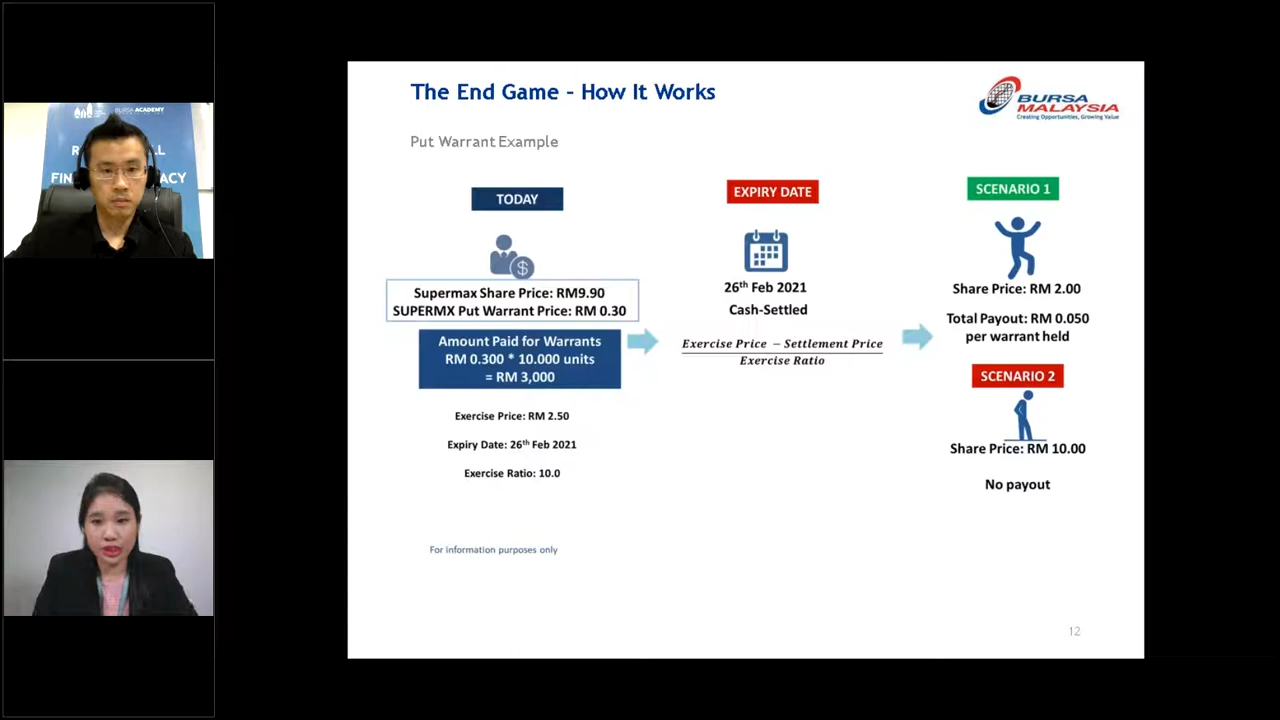 The End Game - How It Works
BURSA
MALAYSIA
Creating Opportunities, Growing Value
Put Warrant Example
TODAY
$
Supermax Share Price: RM9.90
SUPERMX Put Warrant Price: RM 0.30
Amount Paid for Warrants
RM 0.300 * 10.000 units
= RM 3,000
Exercise Price: RM 2.50
Expiry Date: 26th Feb 2021
Exercise Ratio: 10.0
EXPIRY DATE
26th Feb 2021
Cash-Settled
Exercise Price − Settlement Price
Exercise Ratio
SCENARIO 1
Share Price: RM 2.00
Total Payout: RM 0.050
per warrant held
SCENARIO 2
Share Price: RM 10.00
No payout
For information purposes only
12
BURSA ACADEMY